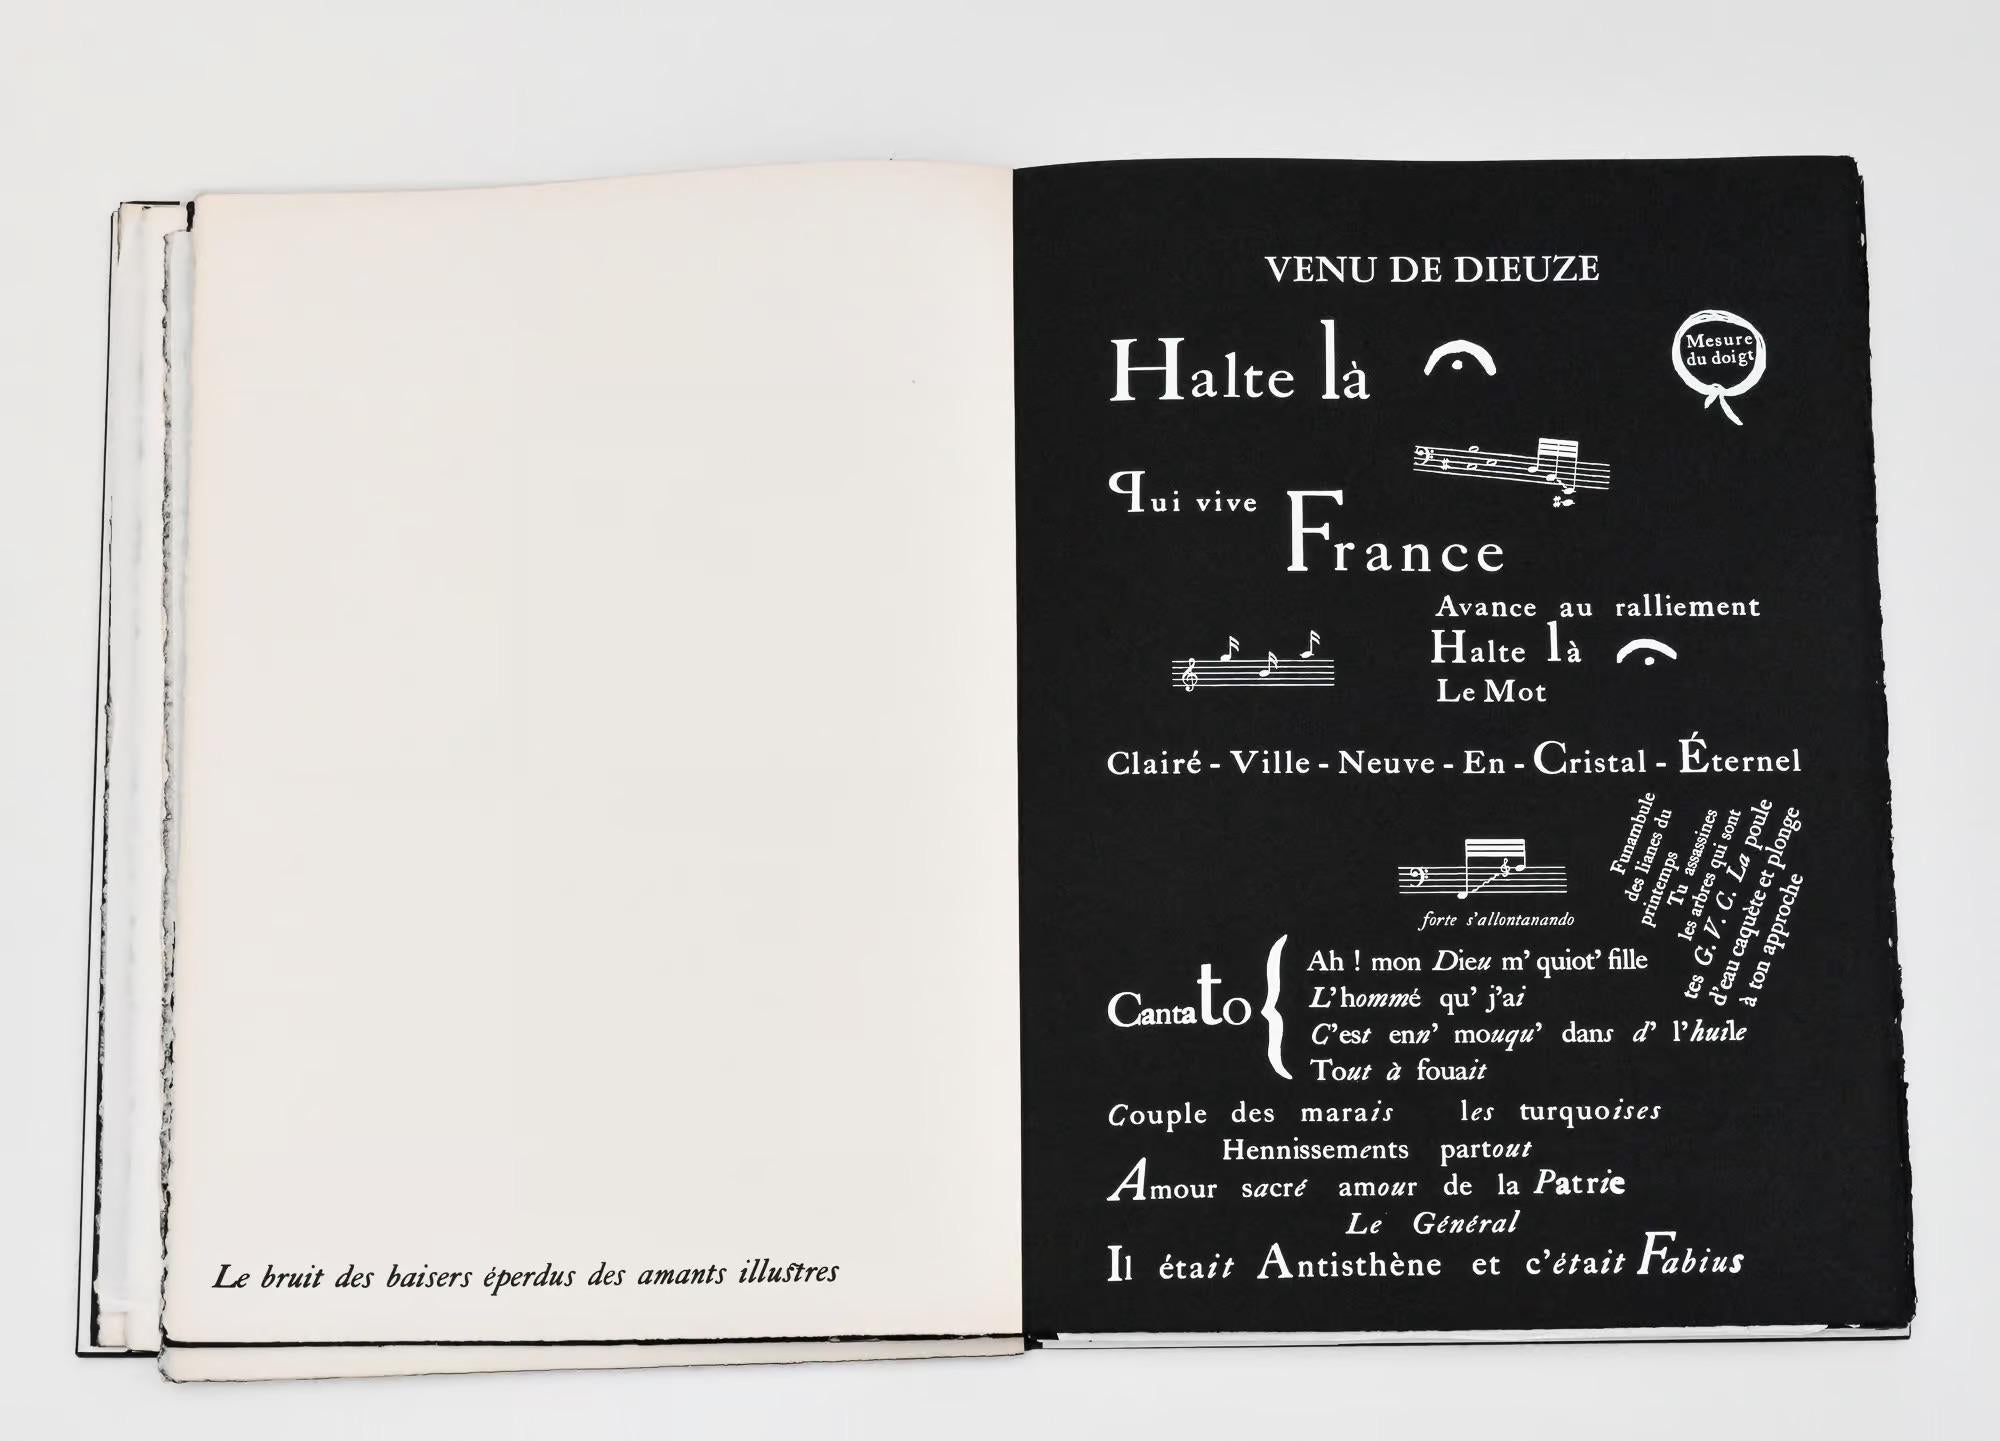 Le bruit des baisers éperdus des amants illustres
VENU DE DIEUZE
Halte là
Mesure
du doigt
qui vive
France
Avance au ralliement
Halte là
Le Mot
Clairé - Ville - Neuve - En - Cristal - Éternel
forte s'allontanando
Funambule
des lianes du
printemps
Tu assassines
les arbres qui sont
tes G. V. C. La poule
d'eau caquète et plonge
à ton approche
Cantato
Ah ! mon Dieu m' quiot' fille
L'hommé qu' j'ai
C'est enn' mouqu' dans d' l'huile
Tout à fouait
Couple des marais les turquoises
Hennissements partout
Amour sacré amour de la Patrie
Le Général
Il était Antisthène et c'était Fabius